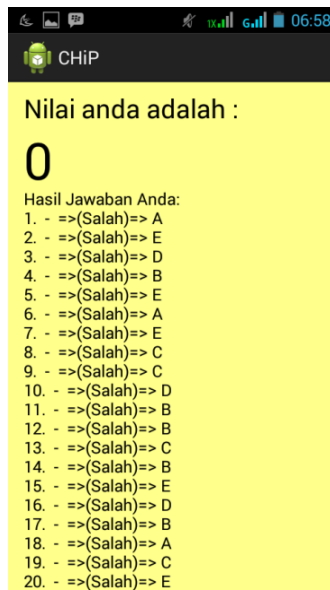 1X G 06:58
CHiP
Nilai anda adalah :
0
Hasil Jawaban Anda:
1. - =>(Salah)=> A
2. - =>(Salah)=> E
3. - =>(Salah)=> D
4. - =>(Salah)=> B
5. - =>(Salah)=> E
6. - =>(Salah)=> A
7. - =>(Salah)=> E
8. - =>(Salah)=> C
9. - =>(Salah)=> C
10. - =>(Salah)=> D
11. - =>(Salah)=> B
12. - =>(Salah)=> B
13. - =>(Salah)=> C
14. - =>(Salah)=> B
15. - =>(Salah)=> E
16. - =>(Salah)=> D
17. - =>(Salah)=> B
18. - =>(Salah)=> A
19. - =>(Salah)=> C
20. - =>(Salah)=> E